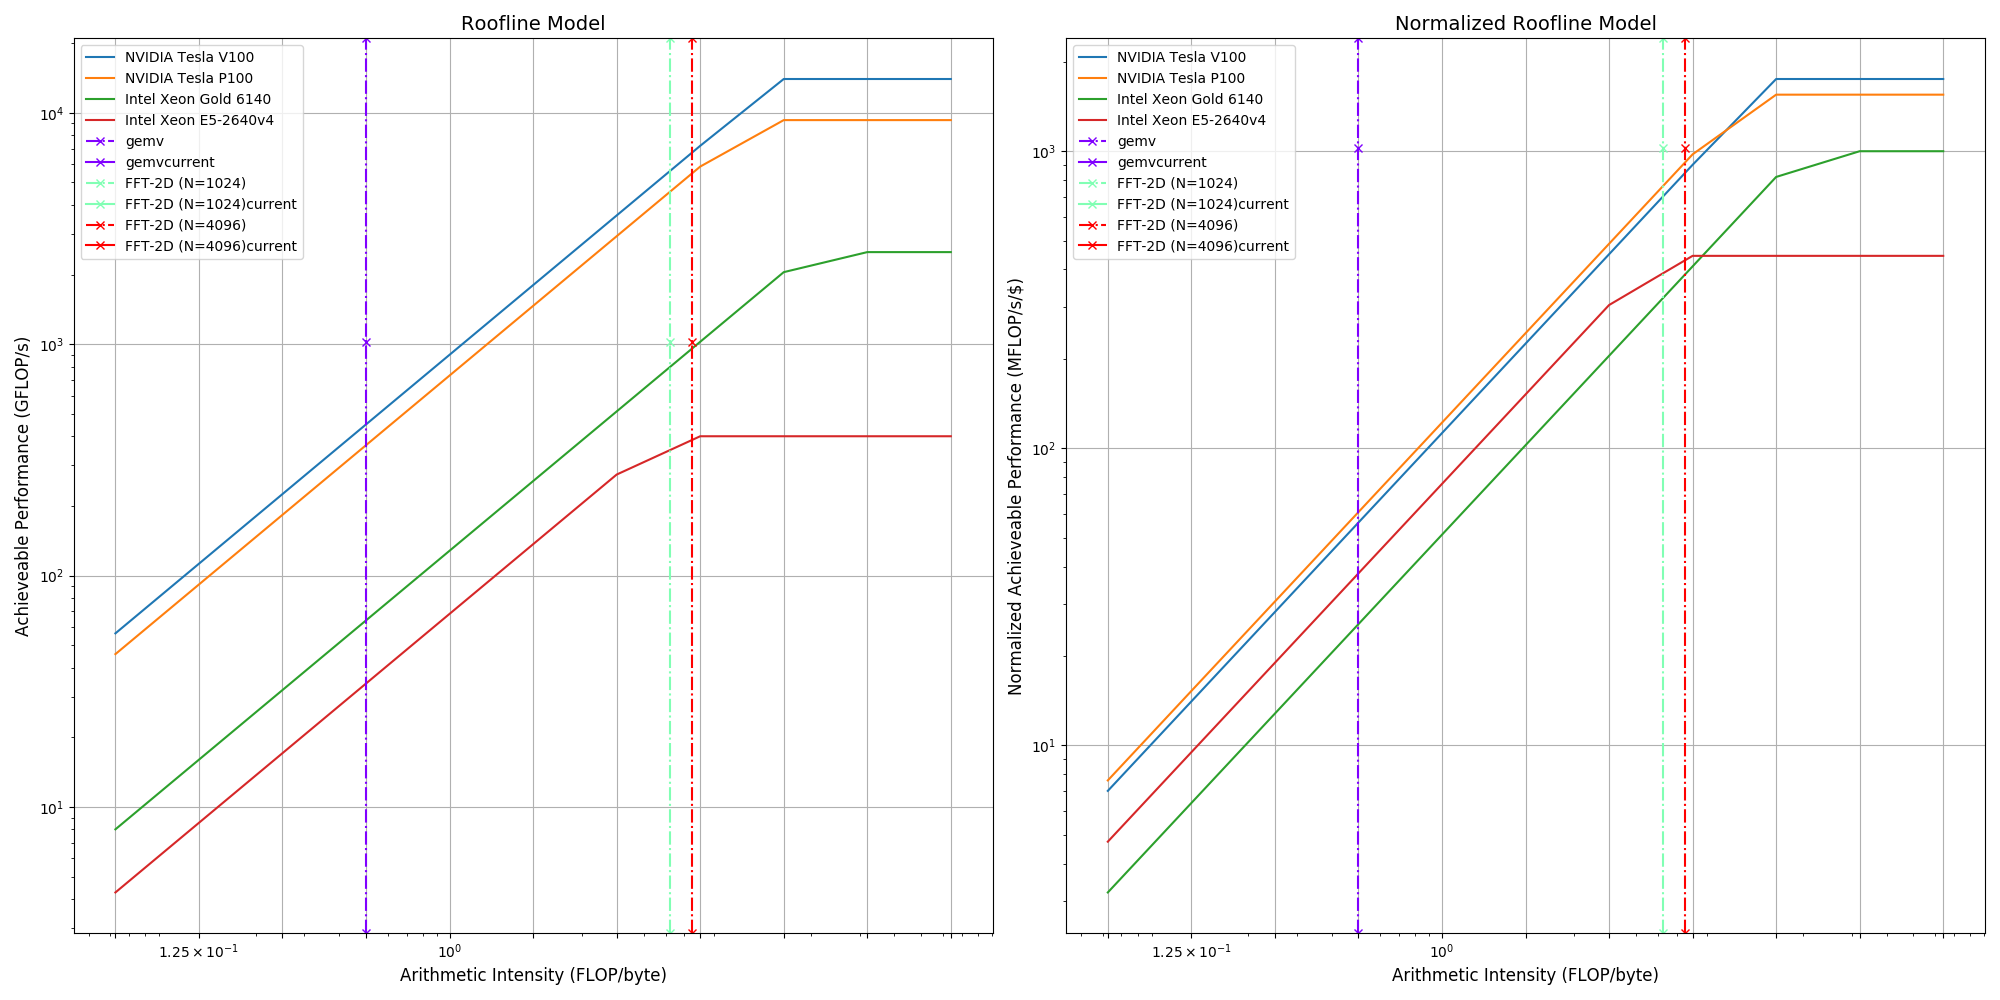 Roofline Model
NVIDIA Tesla V100
NVIDIA Tesla P100
Intel Xeon Gold 6140
Intel Xeon E5-2640v4
gemv
gemvcurrent
FFT-2D (N=1024)
FFT-2D (N=1024)current
FFT-2D (N=4096)
FFT-2D (N=4096)current
Achieveable Performance (GFLOP/s)
10⁴
10³
10²
10¹
1.25 × 10⁻¹
10⁰
Arithmetic Intensity (FLOP/byte)
Normalized Roofline Model
NVIDIA Tesla V100
NVIDIA Tesla P100
Intel Xeon Gold 6140
Intel Xeon E5-2640v4
gemv
gemvcurrent
FFT-2D (N=1024)
FFT-2D (N=1024)current
FFT-2D (N=4096)
FFT-2D (N=4096)current
Normalized Achieveable Performance (MFLOP/s/$)
10³
10²
10¹
1.25 × 10⁻¹
10⁰
Arithmetic Intensity (FLOP/byte)